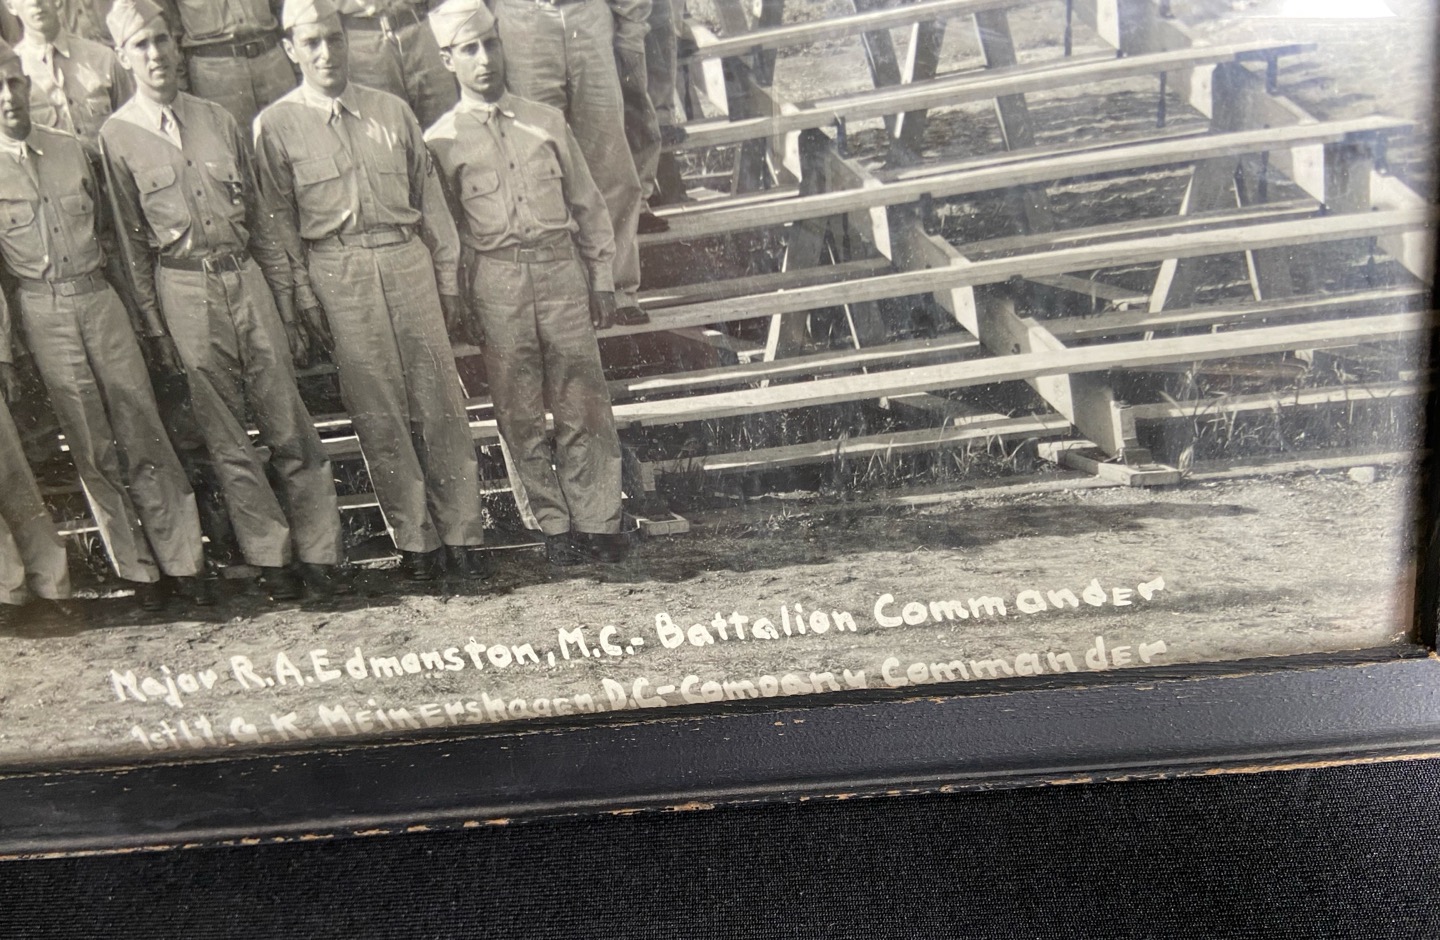 Major R.A. Edmonston, M.C. - Battalion Commander
1st Lt. G.K. Meinershagen, D.C. - Company Commander